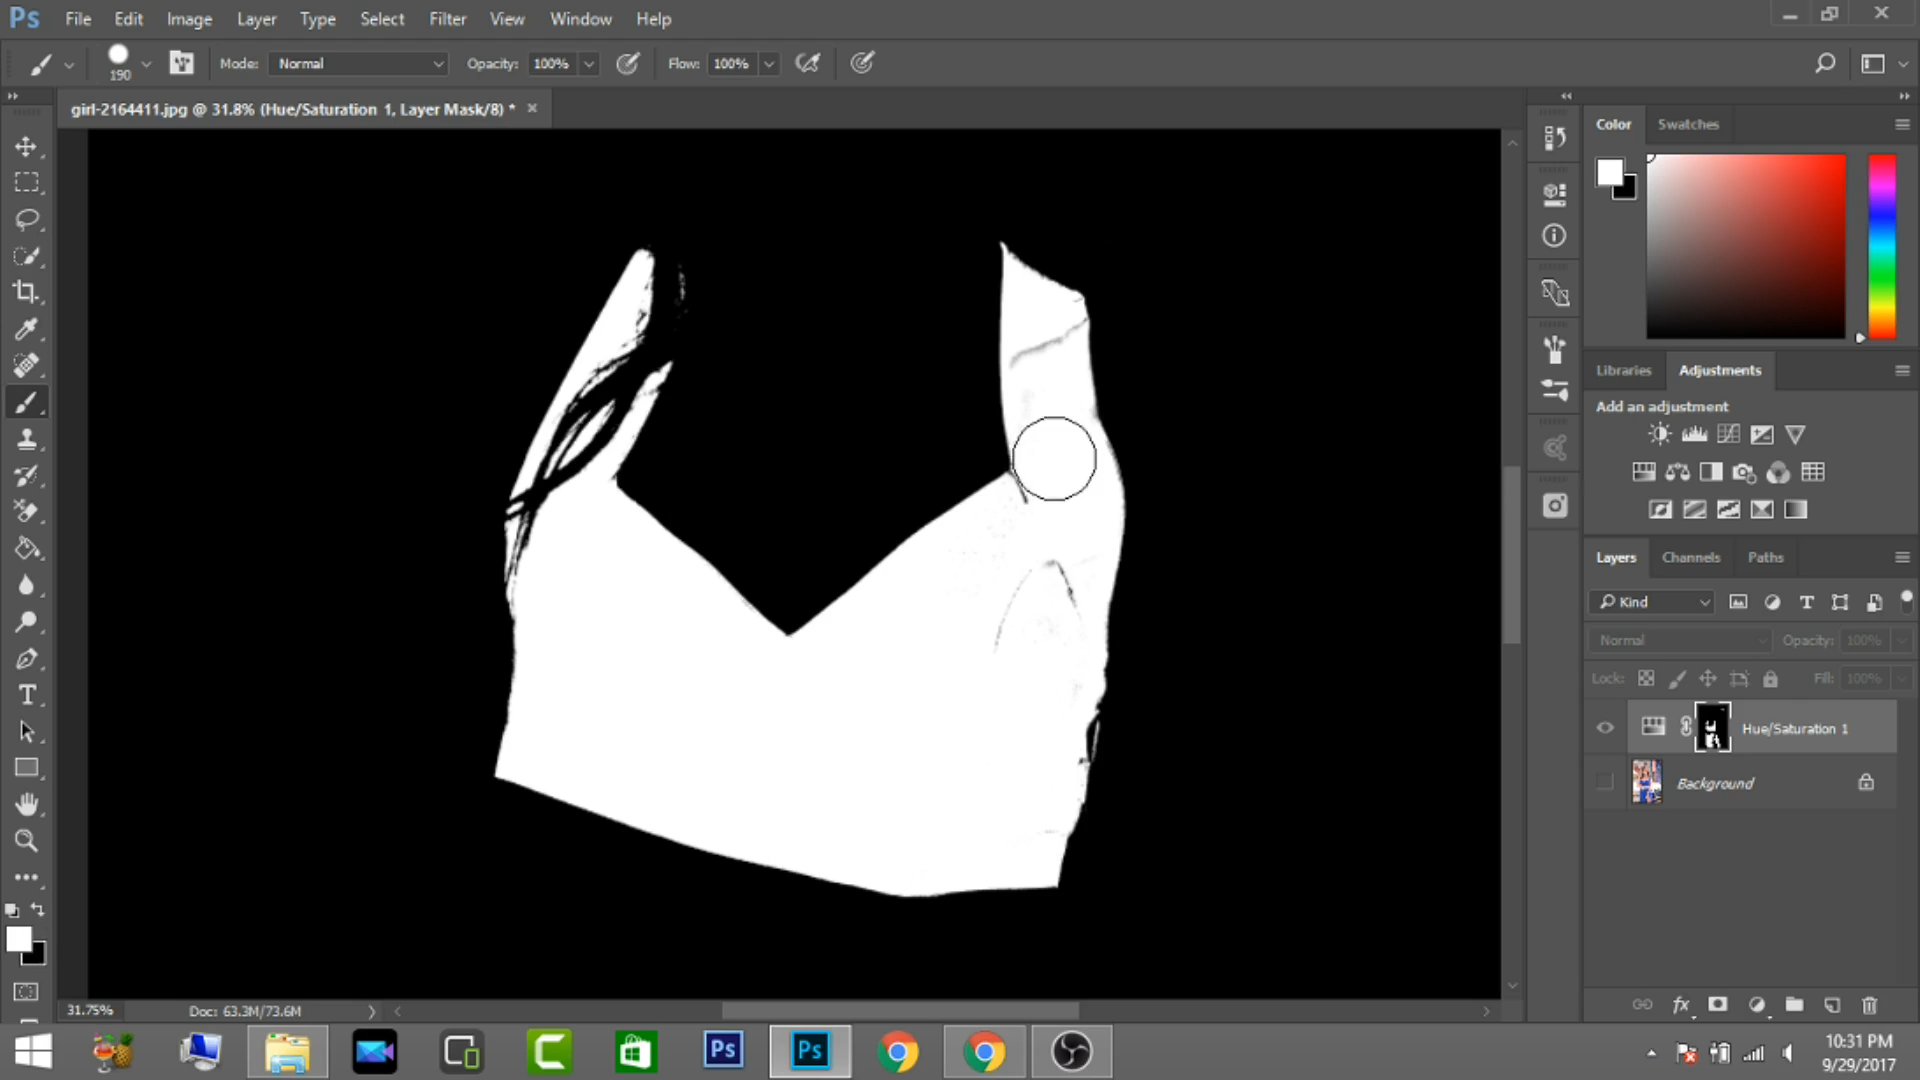 Ps File Edit Image Layer Type Select Filter View Window Help
190 Mode: Normal Opacity: 100% Flow: 100%
girl-2164411.jpg @ 31.8% (Hue/Saturation 1, Layer Mask/8) *
Color Swatches
Libraries Adjustments
Add an adjustment
Layers Channels Paths
Kind
Normal Opacity: 100%
Lock: Fill: 100%
Hue/Saturation 1
Background
31.75% Doc: 63.3M/73.6M
Ps Ps
10:31 PM
9/29/2017